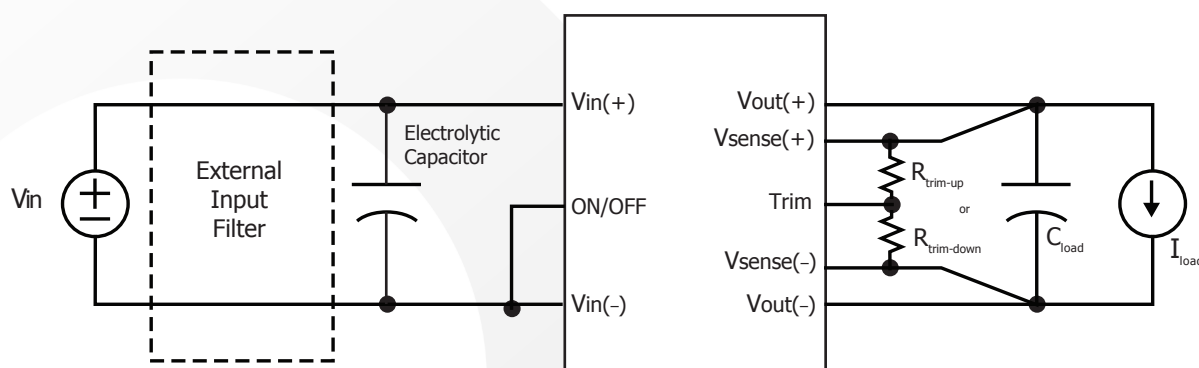 Vin
External
Input
Filter
Electrolytic
Capacitor
Vin(+)
ON/OFF
Vin(–)
Vout(+)
Vsense(+)
Trim
Vsense(–)
Vout(–)
Rtrim-up
or
Rtrim-down
Cload
Iload